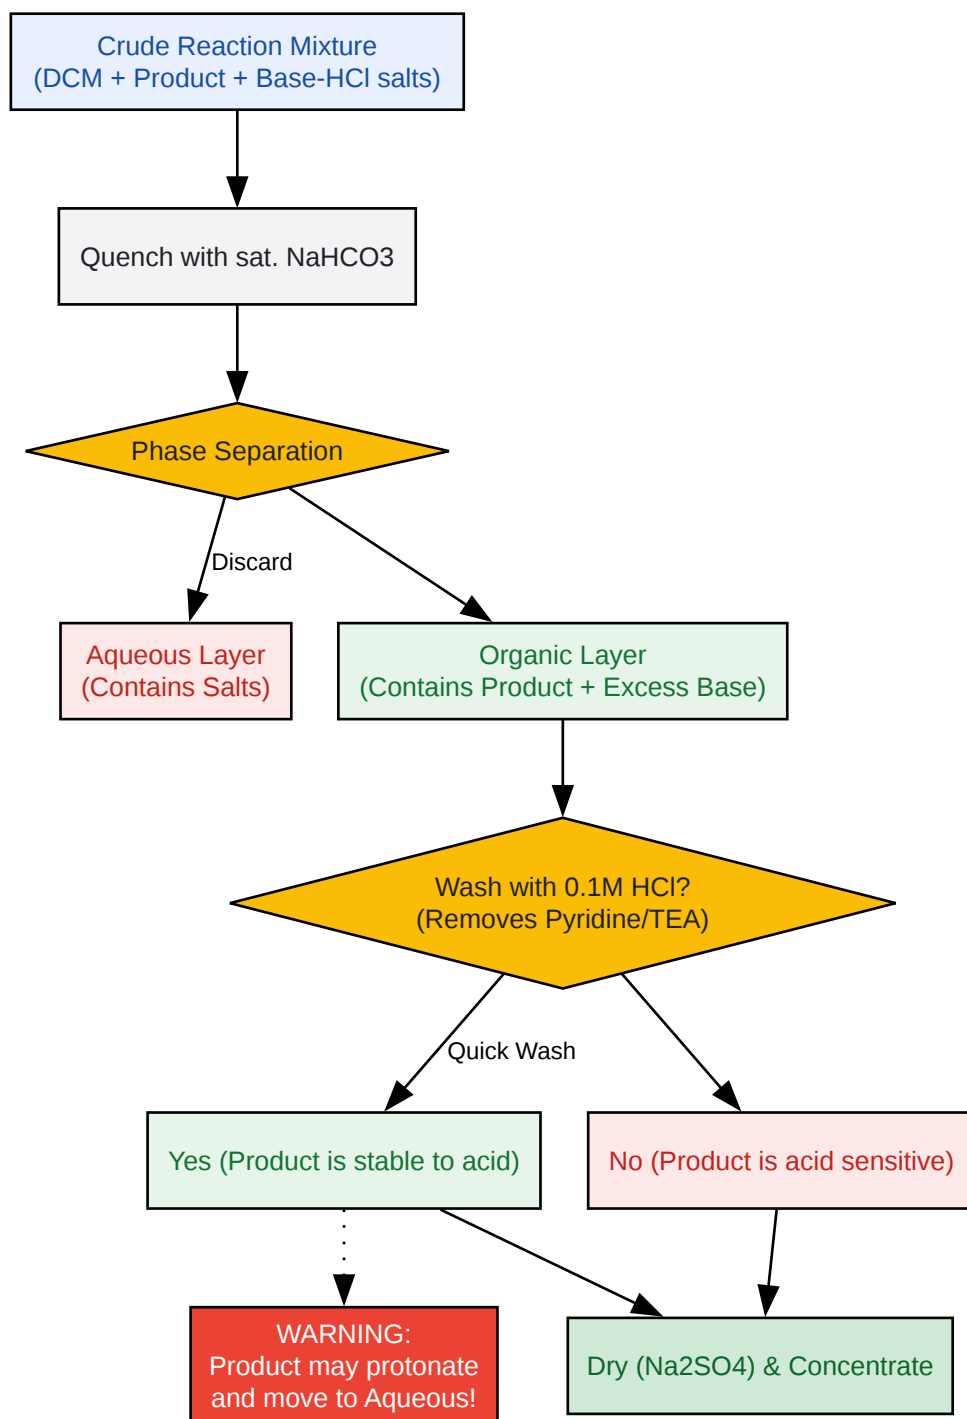 Crude Reaction Mixture
(DCM + Product + Base-HCl salts)
Quench with sat. NaHCO3
Phase Separation
Discard
Aqueous Layer
(Contains Salts)
Organic Layer
(Contains Product + Excess Base)
Wash with 0.1M HCl?
(Removes Pyridine/TEA)
Quick Wash
Yes (Product is stable to acid)
No (Product is acid sensitive)
WARNING:
Product may protonate
and move to Aqueous!
Dry (Na2SO4) & Concentrate